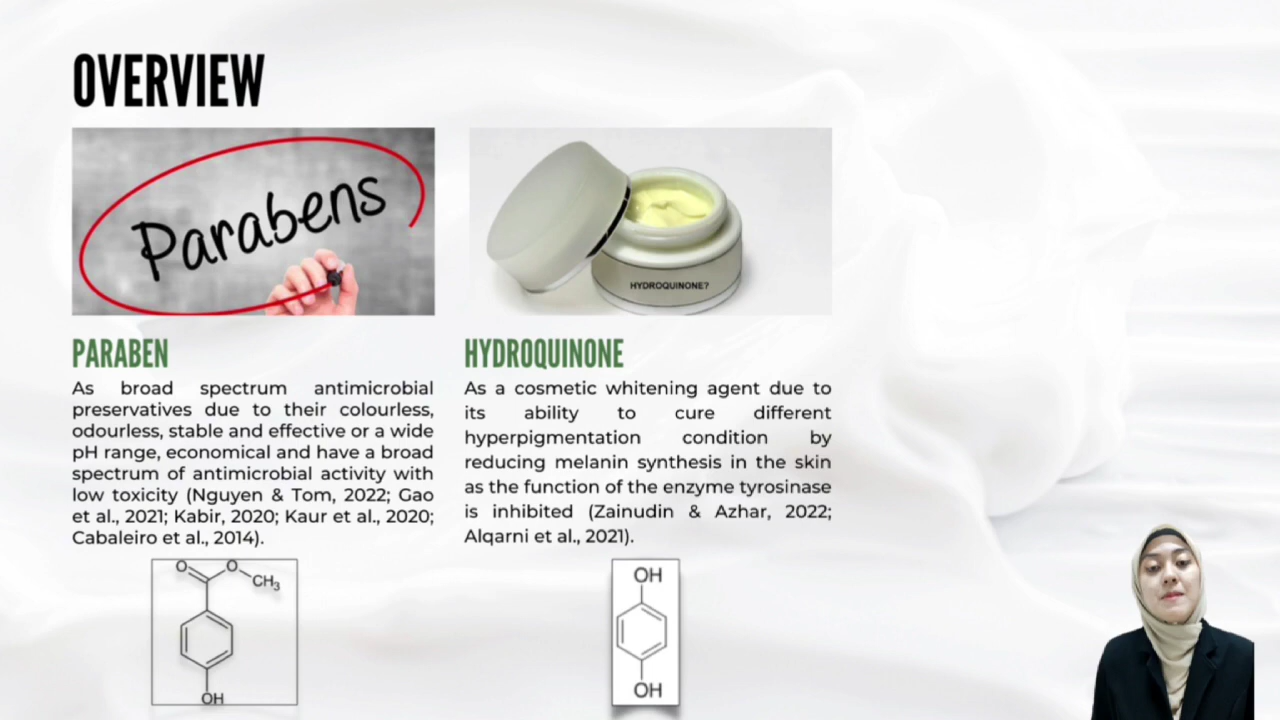 OVERVIEW
Parabens
HYDROQUINONE?
PARABEN
As broad spectrum antimicrobial
preservatives due to their colourless,
odourless, stable and effective or a wide
pH range, economical and have a broad
spectrum of antimicrobial activity with
low toxicity (Nguyen & Tom, 2022; Gao
et al., 2021; Kabir, 2020; Kaur et al., 2020;
Cabaleiro et al., 2014).
O
O
CH3
OH
HYDROQUINONE
As a cosmetic whitening agent due to
its ability to cure different
hyperpigmentation condition by
reducing melanin synthesis in the skin
as the function of the enzyme tyrosinase
is inhibited (Zainudin & Azhar, 2022;
Alqarni et al., 2021).
OH
OH